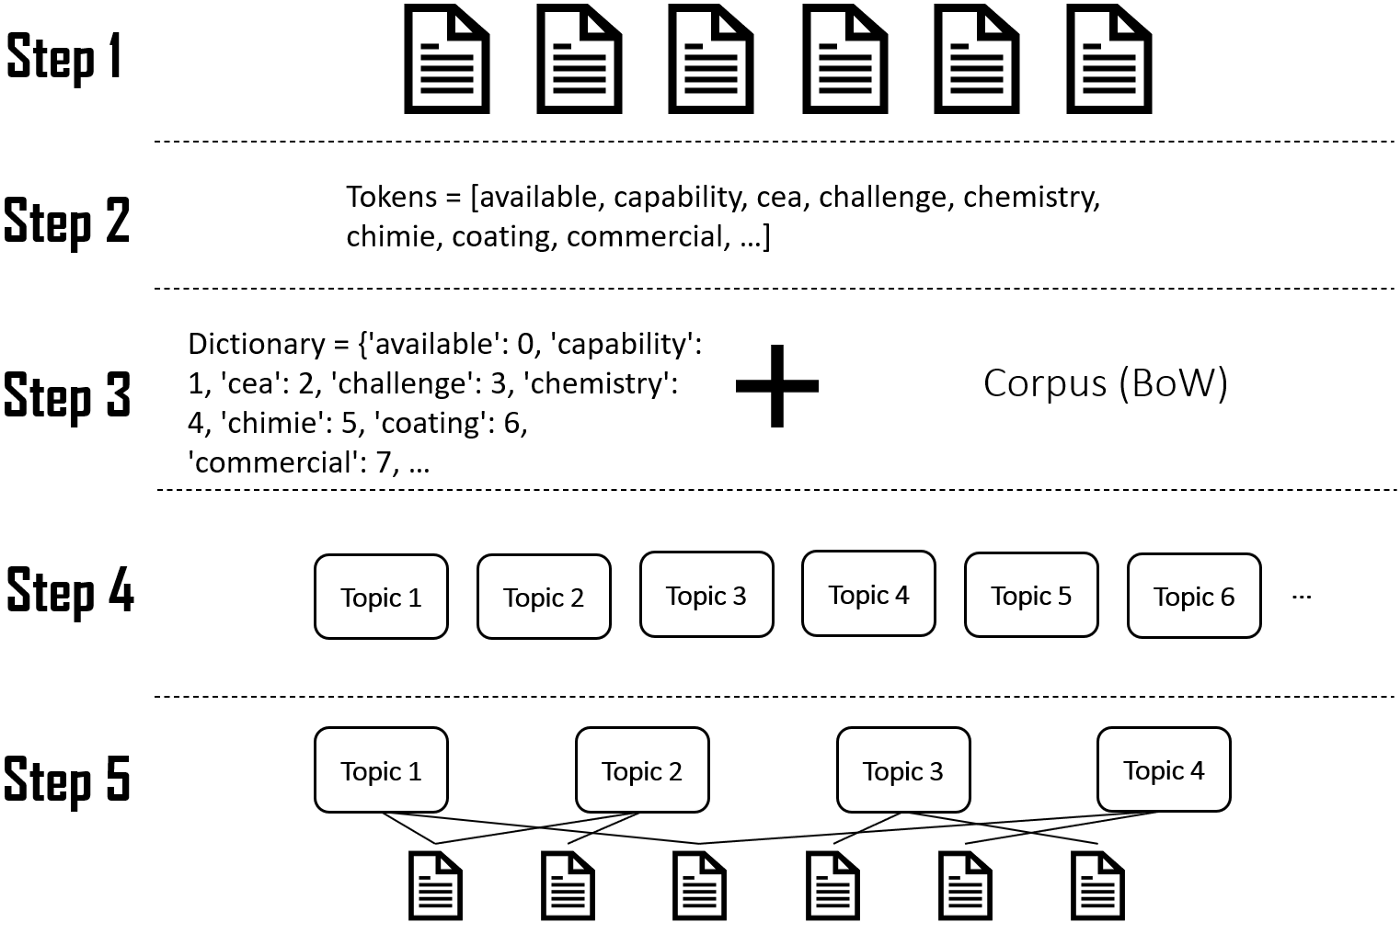 Step 1
Step 2
Tokens = [available, capability, cea, challenge, chemistry,
chimie, coating, commercial, ...]
Step 3
Dictionary = {'available': 0, 'capability':
1, 'cea': 2, 'challenge': 3, 'chemistry':
4, 'chimie': 5, 'coating': 6,
'commercial': 7, ...
+
Corpus (BoW)
Step 4
Topic 1
Topic 2
Topic 3
Topic 4
Topic 5
Topic 6
...
Step 5
Topic 1
Topic 2
Topic 3
Topic 4